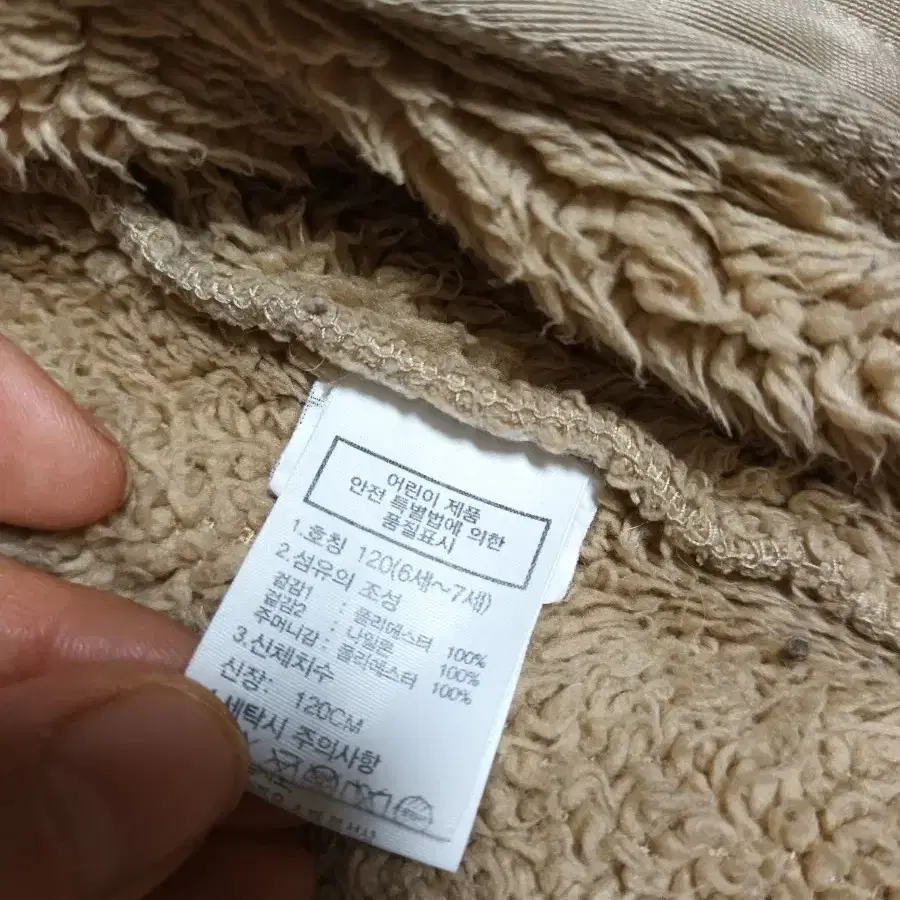 어린이 제품
안전 특별법에 의한
품질표시
1.호칭 120(6세~7세)
2.섬유의 조성
겉감1 : 폴리에스터 100%
겉감2 : 나일론 100%
주머니감 : 폴리에스터 100%
3.신체치수
신장: 120CM
세탁시 주의사항